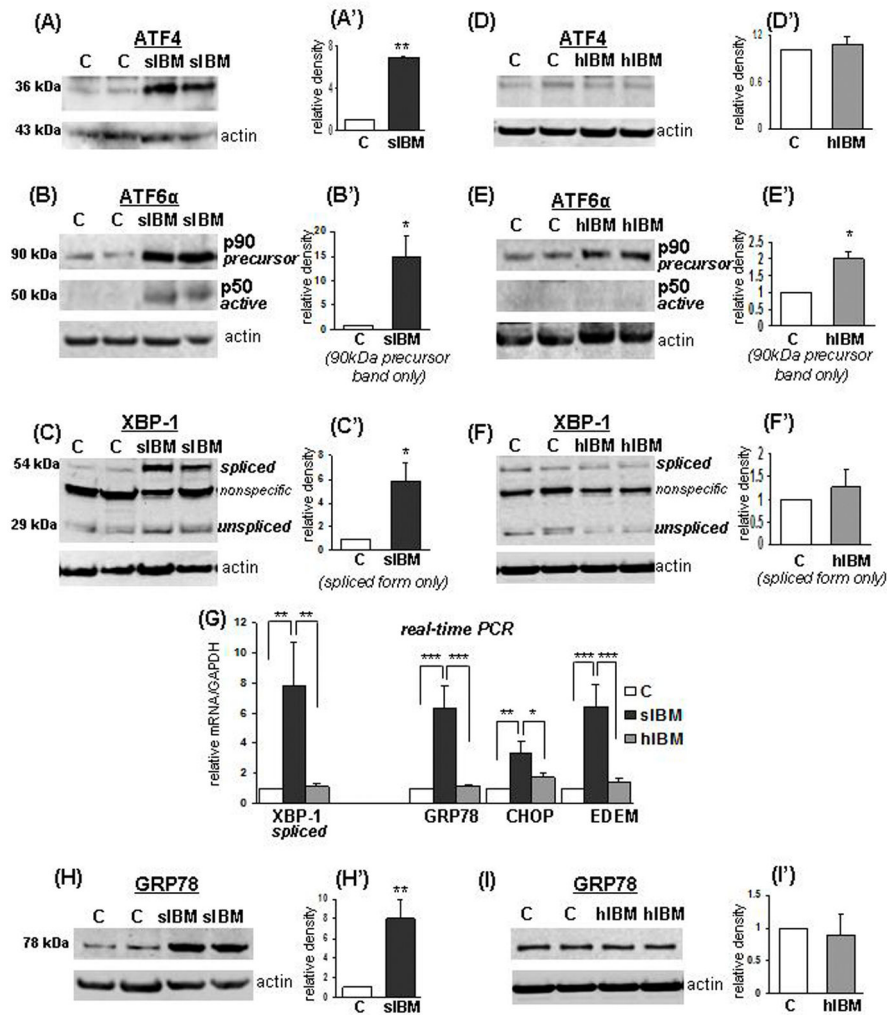 (A)
ATF4
C C sIBM sIBM
36 kDa
43 kDa
actin
(A')
relative density
8
4
0
**
C sIBM
(D)
ATF4
C C hIBM hIBM
actin
(D')
relative density
1.2
0.6
0
C hIBM
(B)
ATF6α
C C sIBM sIBM
90 kDa
p90
precursor
50 kDa
p50
active
actin
(B')
relative density
20
15
10
5
0
*
C sIBM
(90kDa precursor
band only)
(E)
ATF6α
C C hIBM hIBM
p90
precursor
p50
active
actin
(E')
relative density
2.5
2
1.5
1
0.5
0
*
C hIBM
(90kDa precursor
band only)
(C)
XBP-1
C C sIBM sIBM
54 kDa
spliced
nonspecific
29 kDa
unspliced
actin
(C')
relative density
8
6
4
2
0
*
C sIBM
(spliced form only)
(F)
XBP-1
C C hIBM hIBM
spliced
nonspecific
unspliced
actin
(F')
relative density
2
1.5
1
0.5
0
C hIBM
(spliced form only)
(G)
real-time PCR
relative mRNA/GAPDH
12
10
8
6
4
2
0
** **
*** ***
** *
*** ***
C
sIBM
hIBM
XBP-1
spliced
GRP78
CHOP
EDEM
(H)
GRP78
C C sIBM sIBM
78 kDa
actin
(H')
relative density
10
8
6
4
2
0
**
C sIBM
(I)
GRP78
C C hIBM hIBM
actin
(I')
relative density
1.5
1
0.5
0
C hIBM